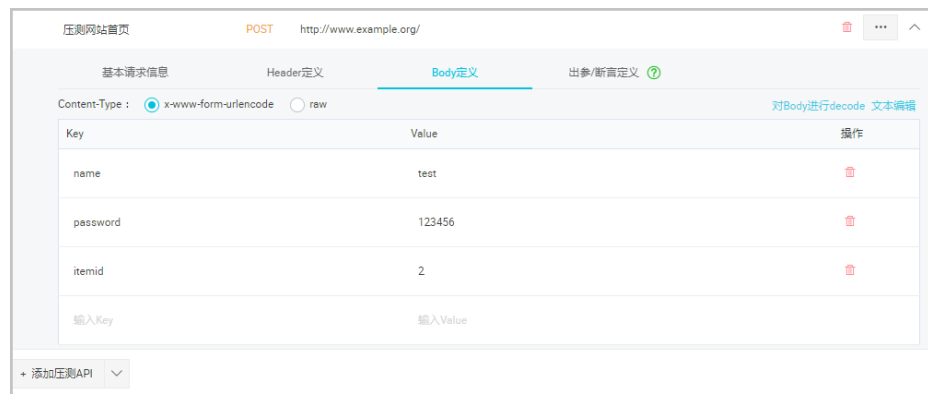 压测网站首页 POST http://www.example.org/ •••
基本请求信息 Header定义 Body定义 出参/断言定义 ?
Content-Type： x-www-form-urlencode raw 对Body进行decode 文本编辑
Key Value 操作
name test
password 123456
itemid 2
输入Key 输入Value
+ 添加压测API